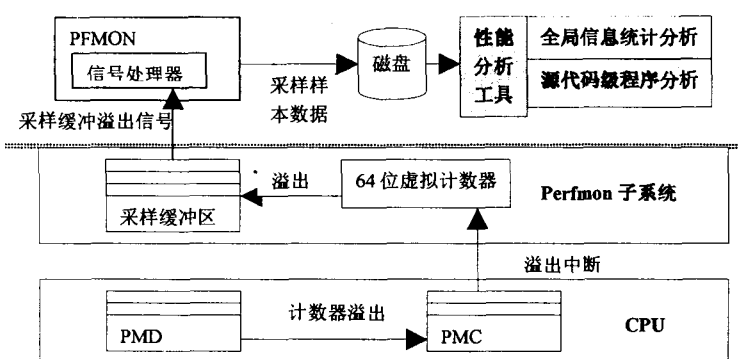 PFMON
信号处理器
采样样
本数据
磁盘
性能
分析
工具
全局信息统计分析
源代码级程序分析
采样缓冲溢出信号
溢出
64 位虚拟计数器
Perfmon 子系统
采样缓冲区
溢出中断
计数器溢出
PMD
PMC
CPU